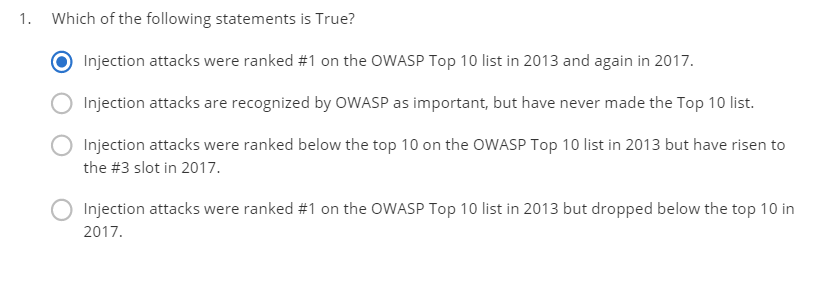 1. Which of the following statements is True?
Injection attacks were ranked #1 on the OWASP Top 10 list in 2013 and again in 2017.
Injection attacks are recognized by OWASP as important, but have never made the Top 10 list.
Injection attacks were ranked below the top 10 on the OWASP Top 10 list in 2013 but have risen to
the #3 slot in 2017.
Injection attacks were ranked #1 on the OWASP Top 10 list in 2013 but dropped below the top 10 in
2017.